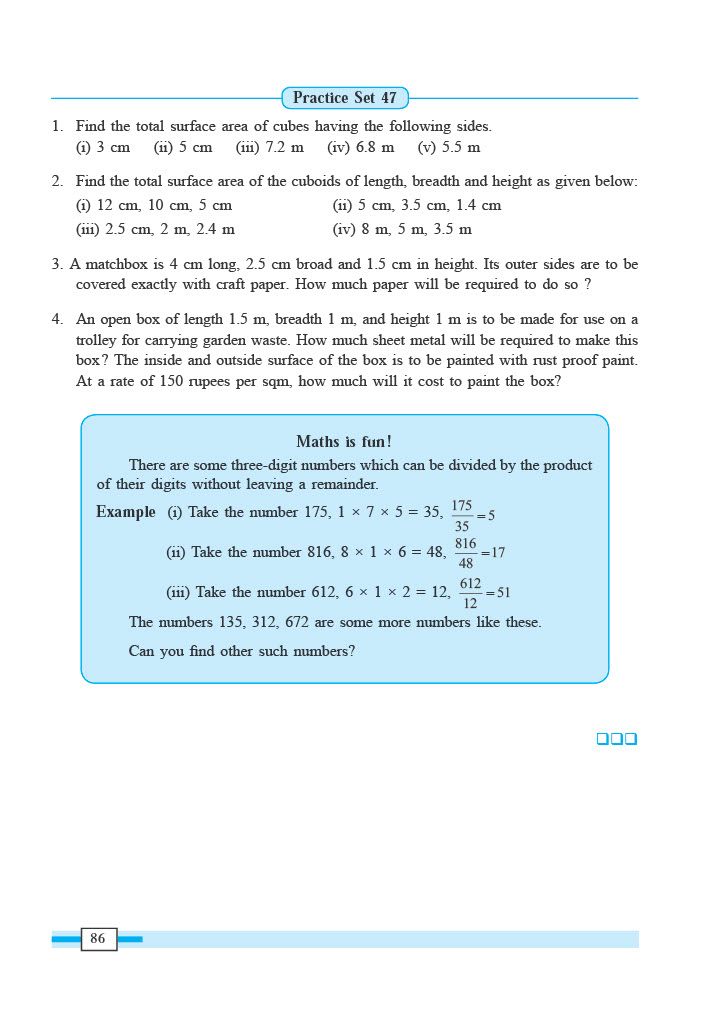 Practice Set 47
1. Find the total surface area of cubes having the following sides.
(i) 3 cm (ii) 5 cm (iii) 7.2 m (iv) 6.8 m (v) 5.5 m
2. Find the total surface area of the cuboids of length, breadth and height as given below:
(i) 12 cm, 10 cm, 5 cm (ii) 5 cm, 3.5 cm, 1.4 cm
(iii) 2.5 cm, 2 m, 2.4 m (iv) 8 m, 5 m, 3.5 m
3. A matchbox is 4 cm long, 2.5 cm broad and 1.5 cm in height. Its outer sides are to be
covered exactly with craft paper. How much paper will be required to do so ?
4. An open box of length 1.5 m, breadth 1 m, and height 1 m is to be made for use on a
trolley for carrying garden waste. How much sheet metal will be required to make this
box? The inside and outside surface of the box is to be painted with rust proof paint.
At a rate of 150 rupees per sqm, how much will it cost to paint the box?
Maths is fun!
There are some three-digit numbers which can be divided by the product
of their digits without leaving a remainder.
Example (i) Take the number 175, 1 × 7 × 5 = 35, 175/35 = 5
(ii) Take the number 816, 8 × 1 × 6 = 48, 816/48 = 17
(iii) Take the number 612, 6 × 1 × 2 = 12, 612/12 = 51
The numbers 135, 312, 672 are some more numbers like these.
Can you find other such numbers?
86